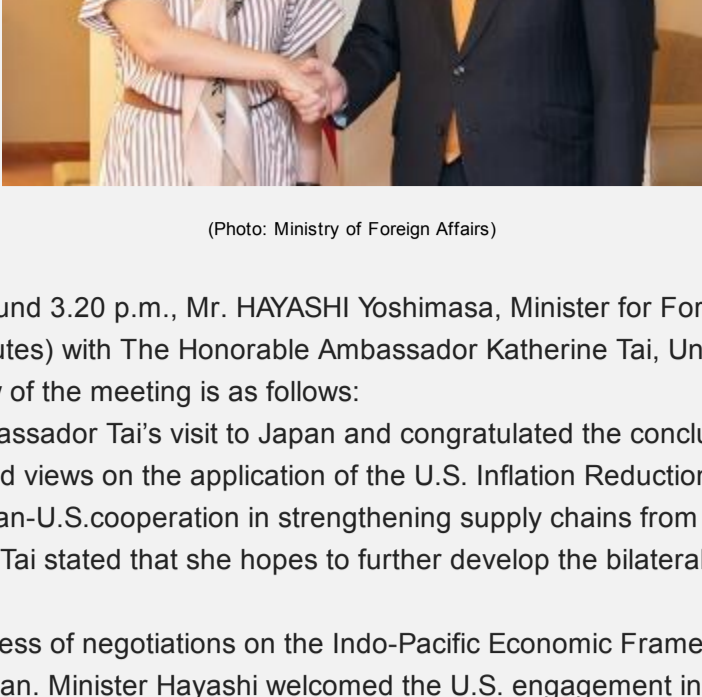 (Photo: Ministry of Foreign Affairs)
und 3.20 p.m., Mr. HAYASHI Yoshimasa, Minister for For
utes) with The Honorable Ambassador Katherine Tai, Un
of the meeting is as follows:
assador Tai’s visit to Japan and congratulated the conclu
d views on the application of the U.S. Inflation Reduction
an-U.S.cooperation in strengthening supply chains from
Tai stated that she hopes to further develop the bilateral
ess of negotiations on the Indo-Pacific Economic Frame
an. Minister Hayashi welcomed the U.S. engagement in